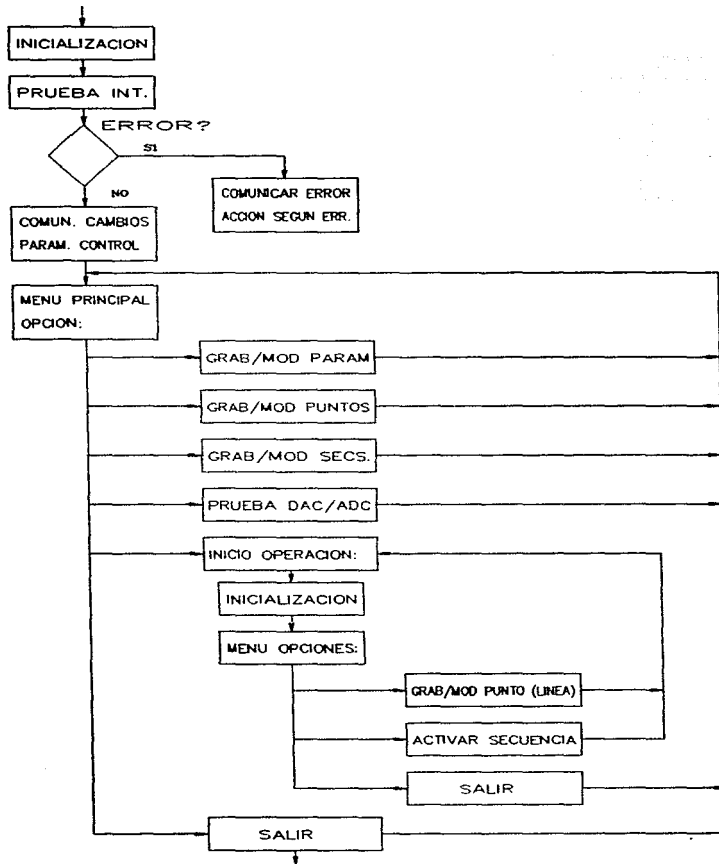 INICIALIZACION
PRUEBA INT.
ERROR?
SI
NO
COMUNICAR ERROR
ACCION SEGUN ERR.
COMUN. CAMBIOS
PARAM. CONTROL
MENU PRINCIPAL
OPCION:
GRAB/MOD PARAM
GRAB/MOD PUNTOS
GRAB/MOD SECS.
PRUEBA DAC/ADC
INICIO OPERACION:
INICIALIZACION
MENU OPCIONES:
GRAB/MOD PUNTO (LINEA)
ACTIVAR SECUENCIA
SALIR
SALIR